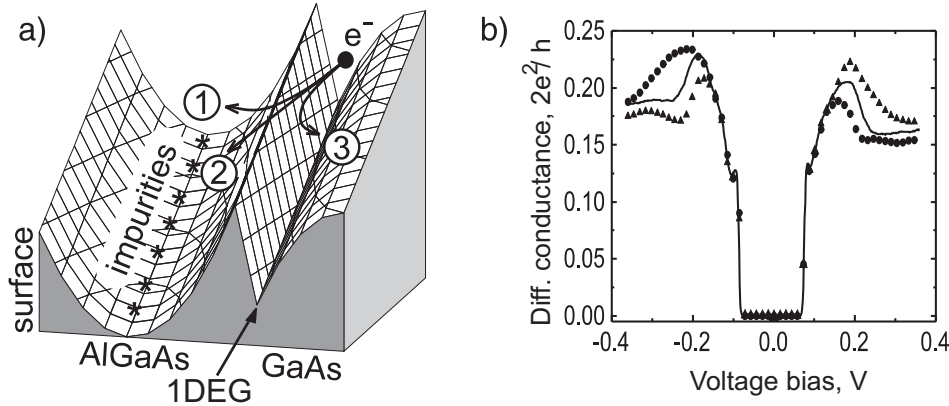 a)
e⁻
1
2
3
impurities
surface
AlGaAs
1DEG
GaAs
b)
Diff. conductance, 2e²/h
0.25
0.20
0.15
0.10
0.05
0.00
-0.4 -0.2 0.0 0.2 0.4
Voltage bias, V